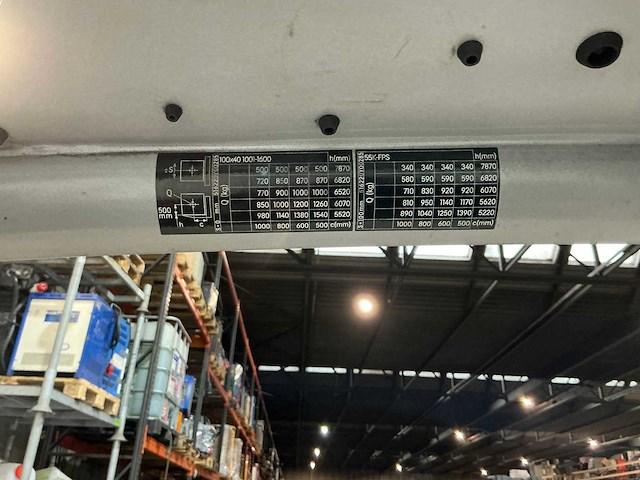 100x40 1001-1600 h(mm)
500 500 500 500 7870
720 850 870 870 6820
770 900 1000 1000 6520
850 1000 1200 1260 6070
980 1140 1380 1540 5520
1000 800 600 500 c(mm)
Q (kg)
Q
500
mm
h c
55K-FPS h(mm)
340 340 340 340 7870
580 590 590 590 6820
710 830 920 920 6070
810 950 1140 1170 5620
890 1040 1250 1390 5220
1000 800 600 500 c(mm)
Q (kg)